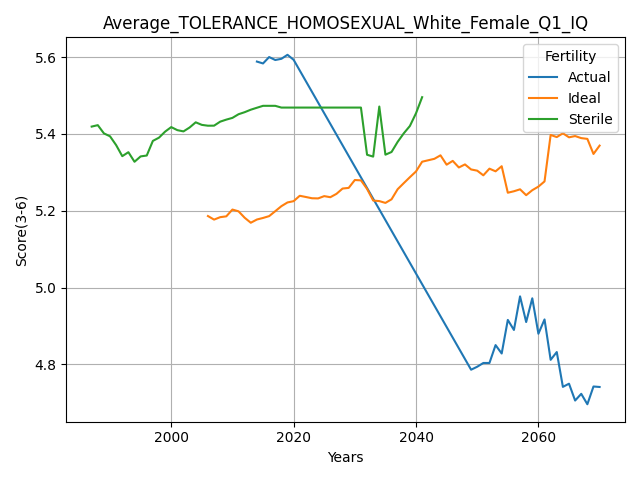 Average_TOLERANCE_HOMOSEXUAL_White_Female_Q1_IQ
Fertility
Actual
Ideal
Sterile
Score(3-6)
5.6
5.4
5.2
5.0
4.8
2000 2020 2040 2060
Years